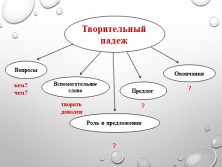 Творительный
падеж
Вопросы
кем?
чем?
Вспомогательное
слово
творить
доволен
Предлог
?
Окончания
?
Роль в предложении
?